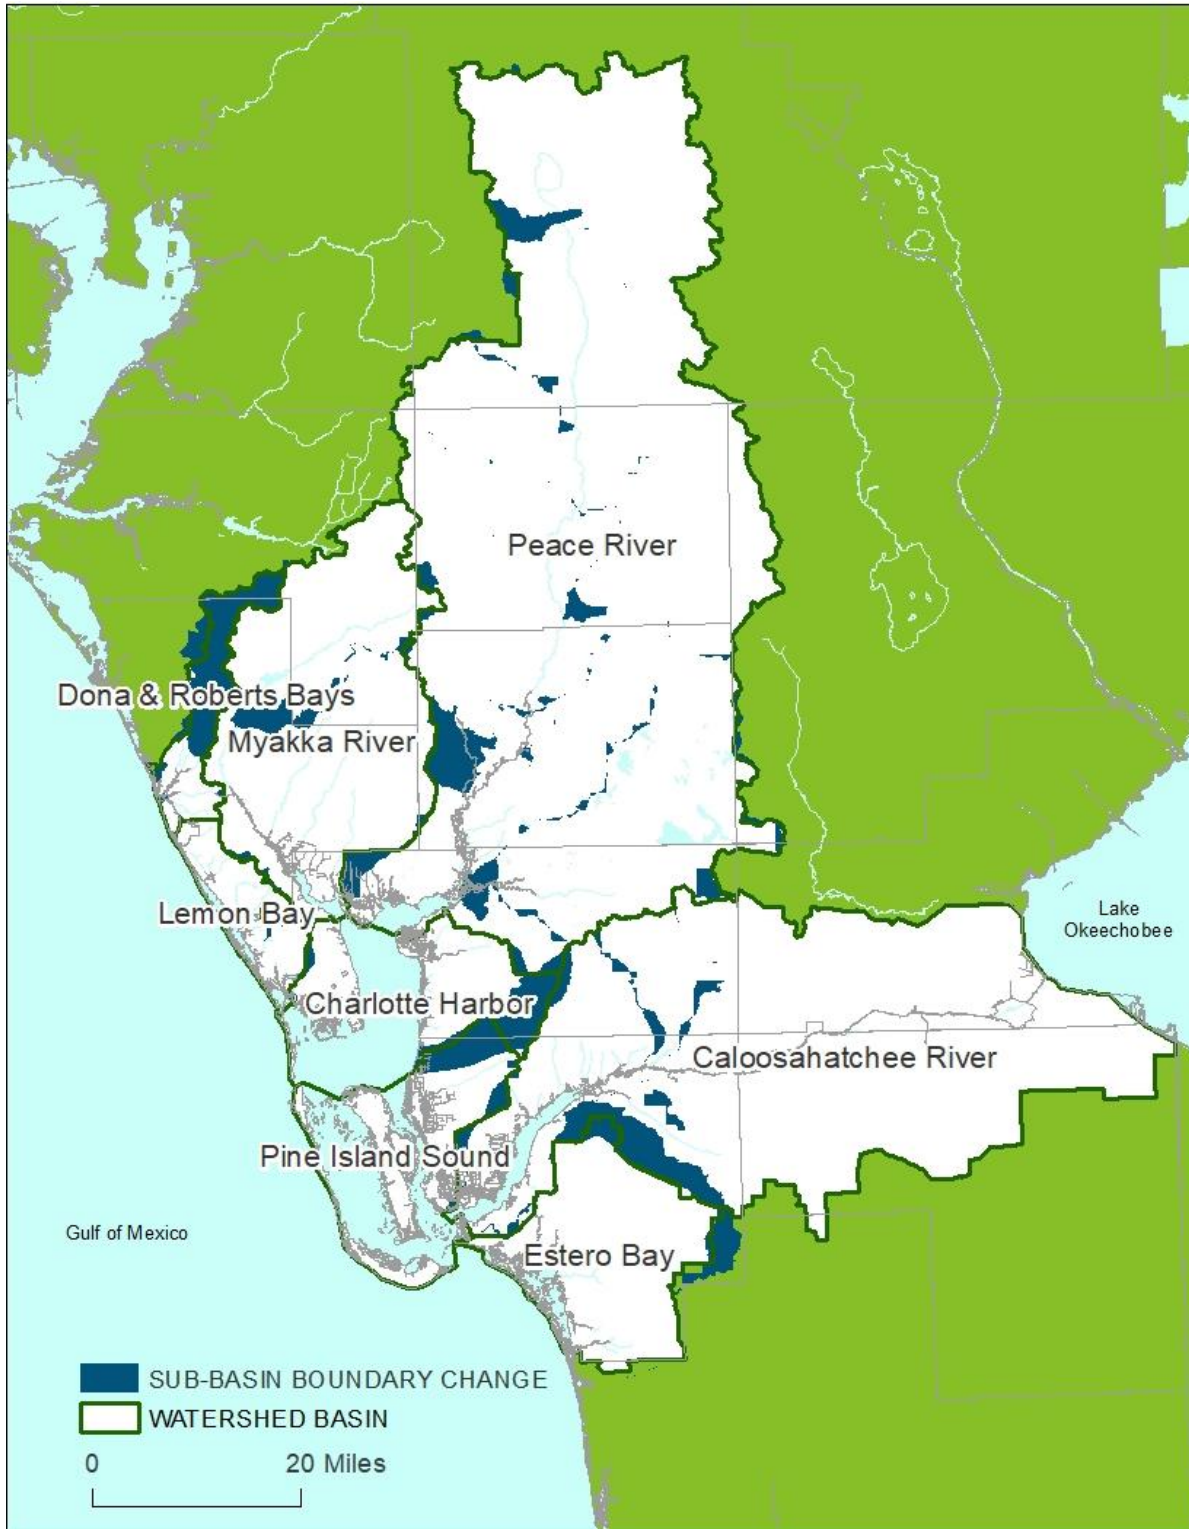 Peace River
Dona & Roberts Bays
Myakka River
Lemon Bay
Lake
Okeechobee
Charlotte Harbor
Caloosahatchee River
Pine Island Sound
Gulf of Mexico
Estero Bay
SUB-BASIN BOUNDARY CHANGE
WATERSHED BASIN
0 20 Miles